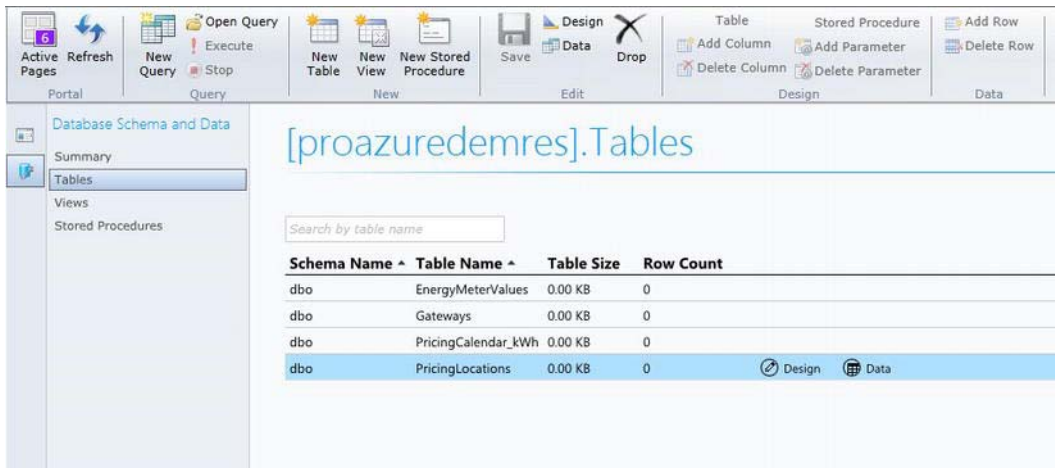 6
Active Pages
Refresh
Portal
New Query
Open Query
Execute
Stop
Query
New Table
New View
New Stored Procedure
New
Save
Design
Data
Drop
Edit
Table
Add Column
Delete Column
Stored Procedure
Add Parameter
Delete Parameter
Design
Add Row
Delete Row
Data
Database Schema and Data
Summary
Tables
Views
Stored Procedures
[proazuredemres].Tables
Search by table name
Schema Name Table Name Table Size Row Count
dbo EnergyMeterValues 0.00 KB 0
dbo Gateways 0.00 KB 0
dbo PricingCalendar_kWh 0.00 KB 0
dbo PricingLocations 0.00 KB 0 Design Data